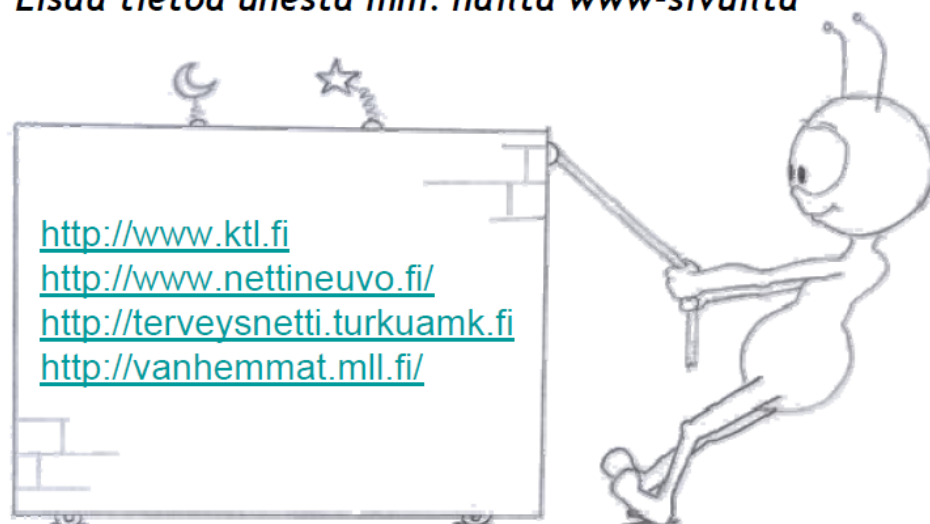 Lisää tietoa unesta mm. näiltä www-sivuilta
http://www.ktl.fi
http://www.nettineuvo.fi/
http://terveysnetti.turkuamk.fi
http://vanhemmat.mll.fi/